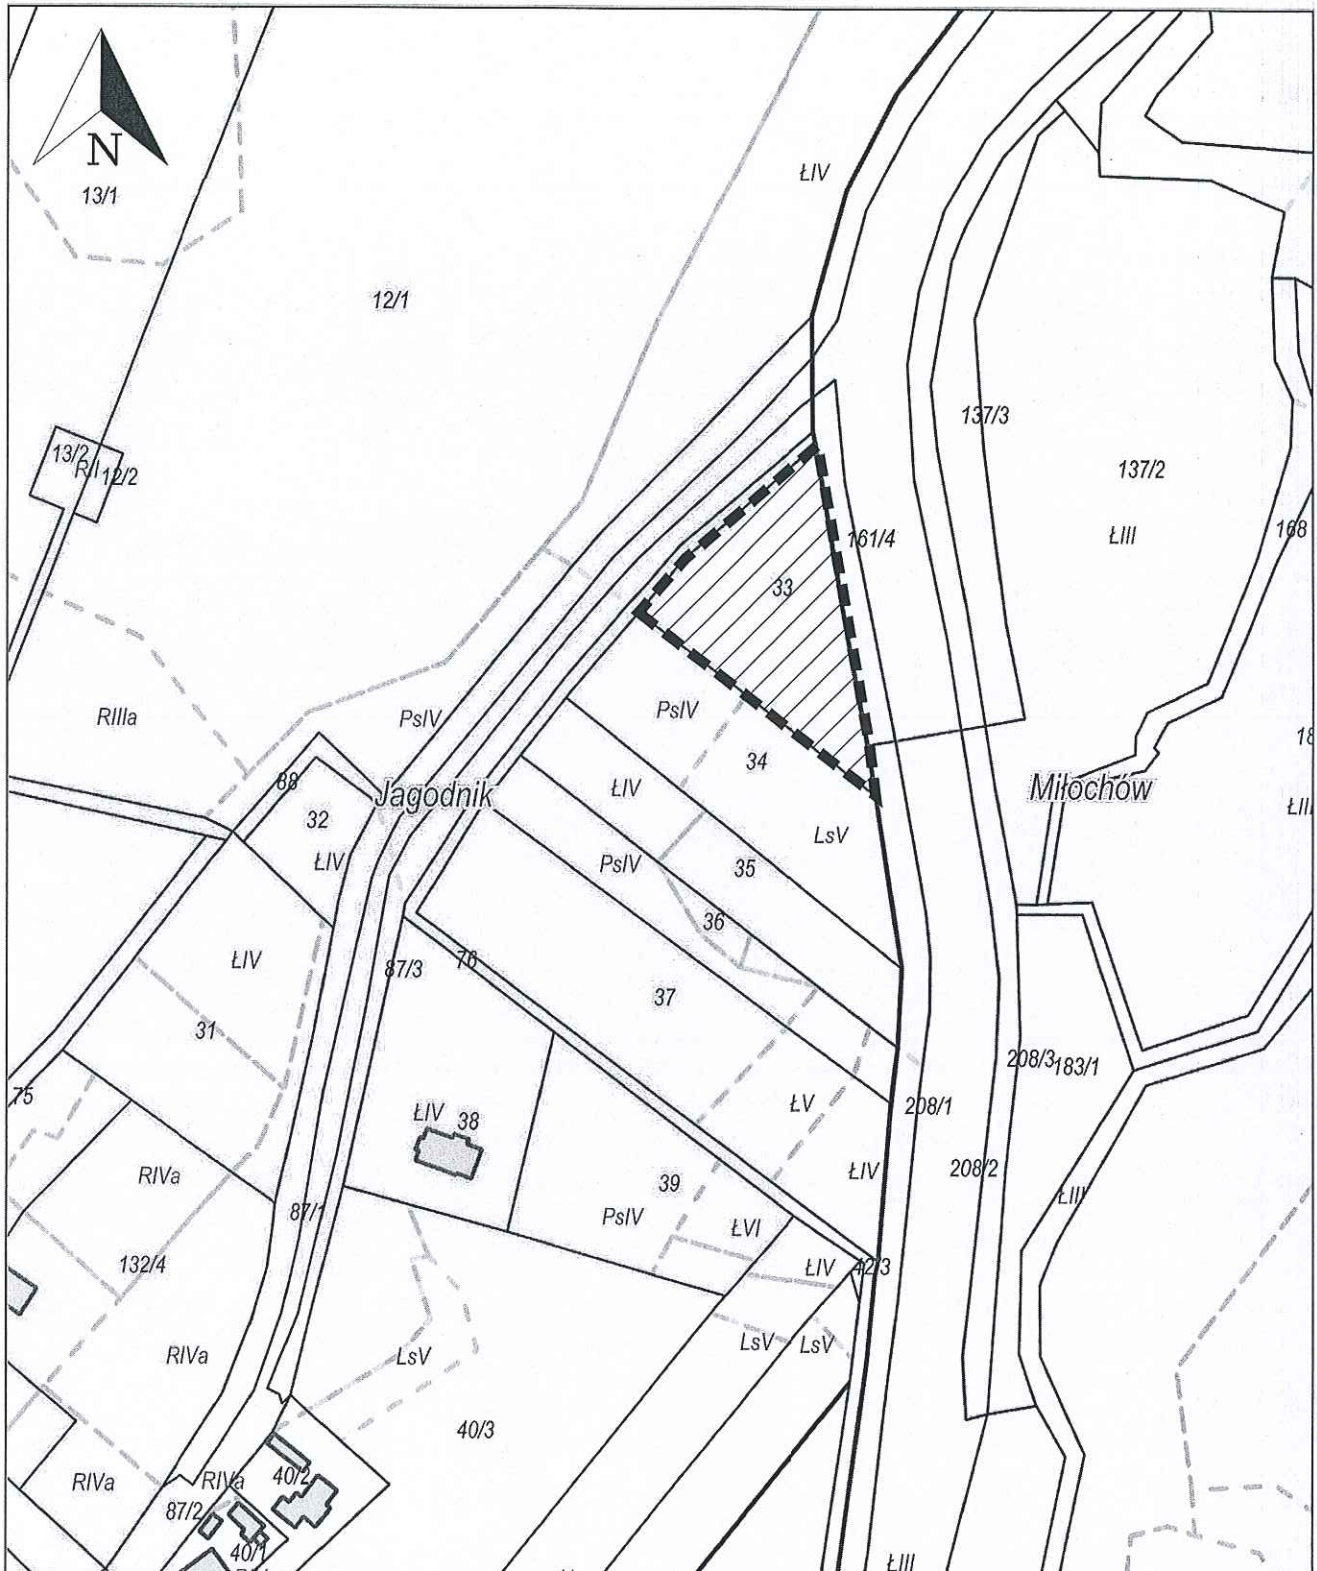 N
13/1
ŁIV
12/1
137/3
13/2
12/2
137/2
161/4
ŁIII
168
33
RIIIa
PsIV
PsIV
34
88
Jagodnik
ŁIV
Miłochów
32
LsV
ŁIV
PsIV
35
36
ŁIV
87/3
76
37
31
208/3
183/1
75
ŁIV
38
ŁV
208/1
RIVa
39
ŁIV
208/2
ŁIII
87/1
PsIV
ŁVI
132/4
ŁIV
42/3
RIVa
LsV
LsV
LsV
40/3
RIVa
RIVa
40/2
87/2
40/1
ŁIII